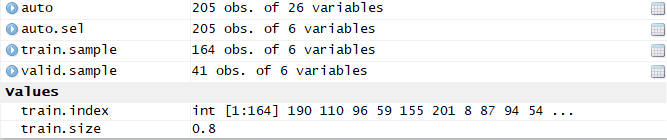 auto 205 obs. of 26 variables
auto.sel 205 obs. of 6 variables
train.sample 164 obs. of 6 variables
valid.sample 41 obs. of 6 variables
Values
train.index int [1:164] 190 110 96 59 155 201 8 87 94 54 ...
train.size 0.8